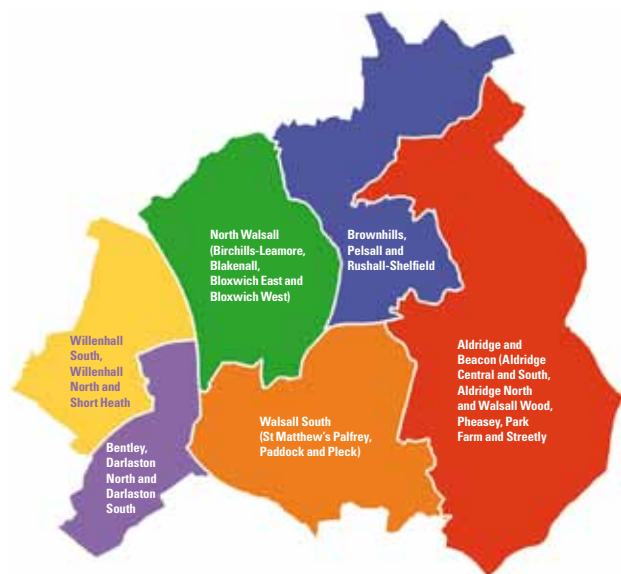 North Walsall
(Birchills-Leamore,
Blakenall,
Bloxwich East and
Bloxwich West)
Brownhills,
Pelsall and
Rushall-Shelfield
Willenhall
South,
Willenhall
North and
Short Heath
Aldridge and
Beacon (Aldridge
Central and South,
Aldridge North
and Walsall Wood,
Pheasey, Park
Farm and Streetly
Walsall South
(St Matthew's Palfrey,
Paddock and Pleck)
Bentley,
Darlaston
North and
Darlaston
South